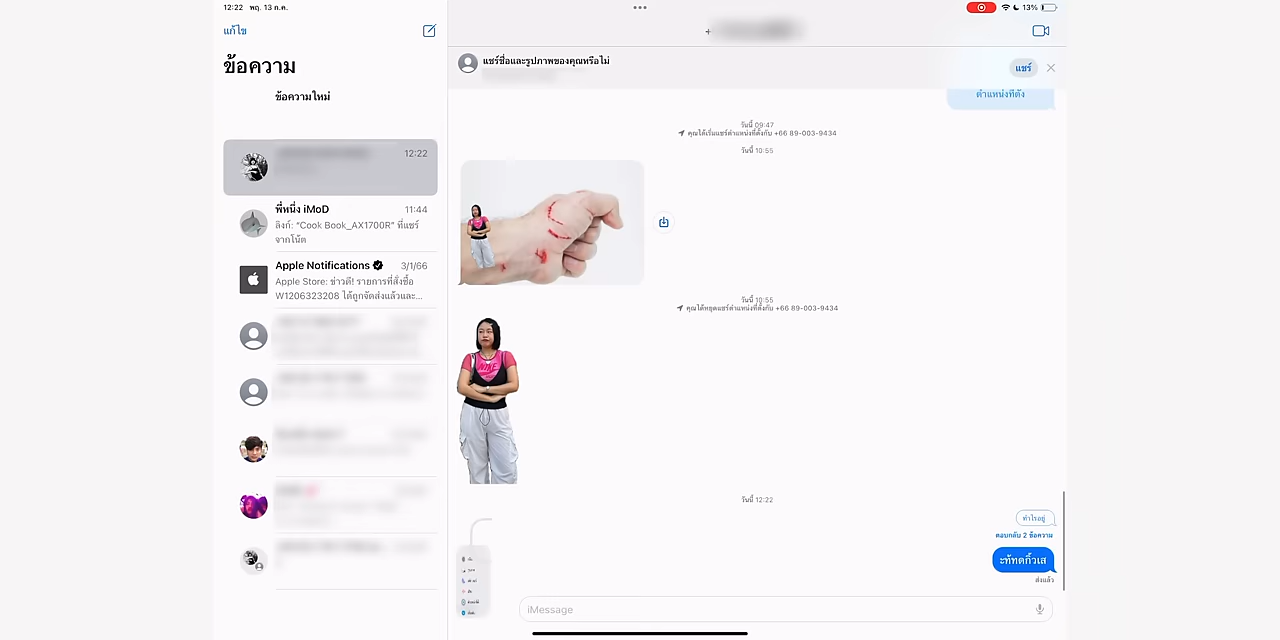 12:22 พฤ. 13 ก.ค.
13%
แก้ไข
ข้อความ
ข้อความใหม่
12:22
พี่หนึ่ง iMoD
11:44
ลิงก์: “Cook Book_AX1700R” ที่แชร์
จากโน้ต
Apple Notifications
3/1/66
Apple Store: ข่าวดี! รายการที่สั่งซื้อ
W1206323208 ได้ถูกจัดส่งแล้วและ...
+
แชร์ชื่อและรูปภาพของคุณหรือไม่
แชร์
ตำแหน่งที่ตั้ง
วันนี้ 09:47
คุณได้เริ่มแชร์ตำแหน่งที่ตั้งกับ +66 89-003-9434
วันนี้ 10:55
NIKE
วันนี้ 10:55
คุณได้หยุดแชร์ตำแหน่งที่ตั้งกับ +66 89-003-9434
วันนี้ 12:22
ทำไรอยู่
ตอบกลับ 2 ข้อความ
ะทัทตกิ้วเส
ส่งแล้ว
iMessage